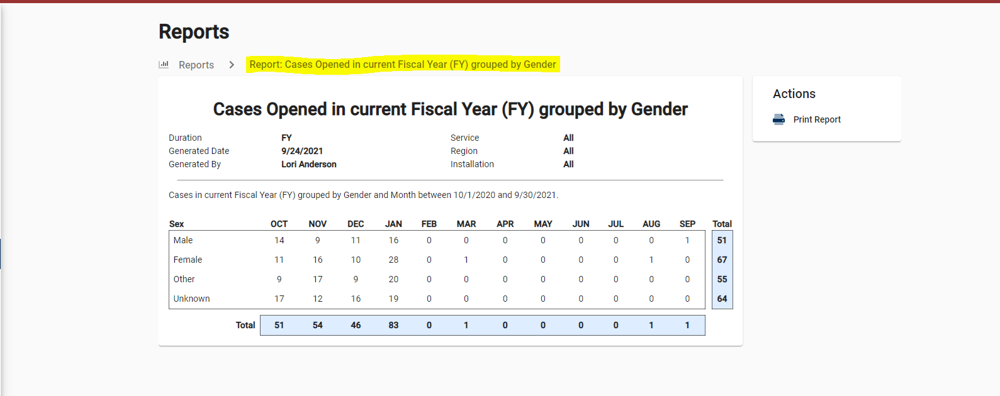 Reports
Reports > Report: Cases Opened in current Fiscal Year (FY) grouped by Gender
Cases Opened in current Fiscal Year (FY) grouped by Gender
Duration FY Service All
Generated Date 9/24/2021 Region All
Generated By Lori Anderson Installation All
Cases in current Fiscal Year (FY) grouped by Gender and Month between 10/1/2020 and 9/30/2021.
Sex OCT NOV DEC JAN FEB MAR APR MAY JUN JUL AUG SEP Total
Male 14 9 11 16 0 0 0 0 0 0 0 1 51
Female 11 16 10 28 0 1 0 0 0 0 1 0 67
Other 9 17 9 20 0 0 0 0 0 0 0 0 55
Unknown 17 12 16 19 0 0 0 0 0 0 0 0 64
Total 51 54 46 83 0 1 0 0 0 0 1 1
Actions
Print Report